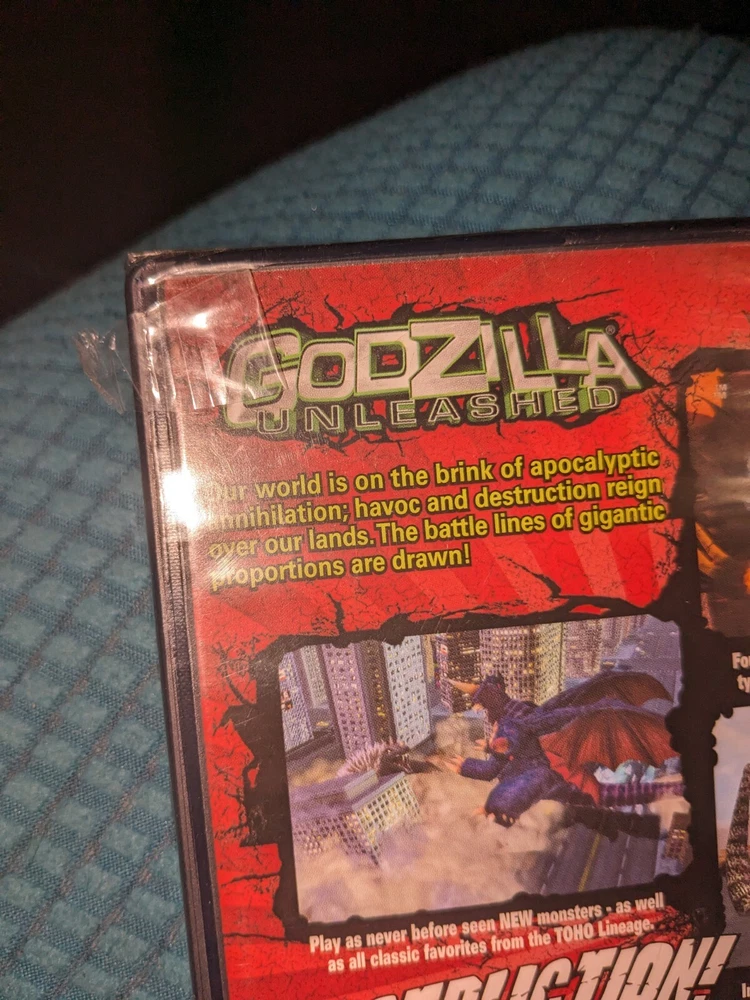 GODZILLA®
UNLEASHED
Our world is on the brink of apocalyptic
annihilation; havoc and destruction reign
over our lands. The battle lines of gigantic
proportions are drawn!
Play as never before seen NEW monsters - as well
as all classic favorites from the TOHO Lineage.